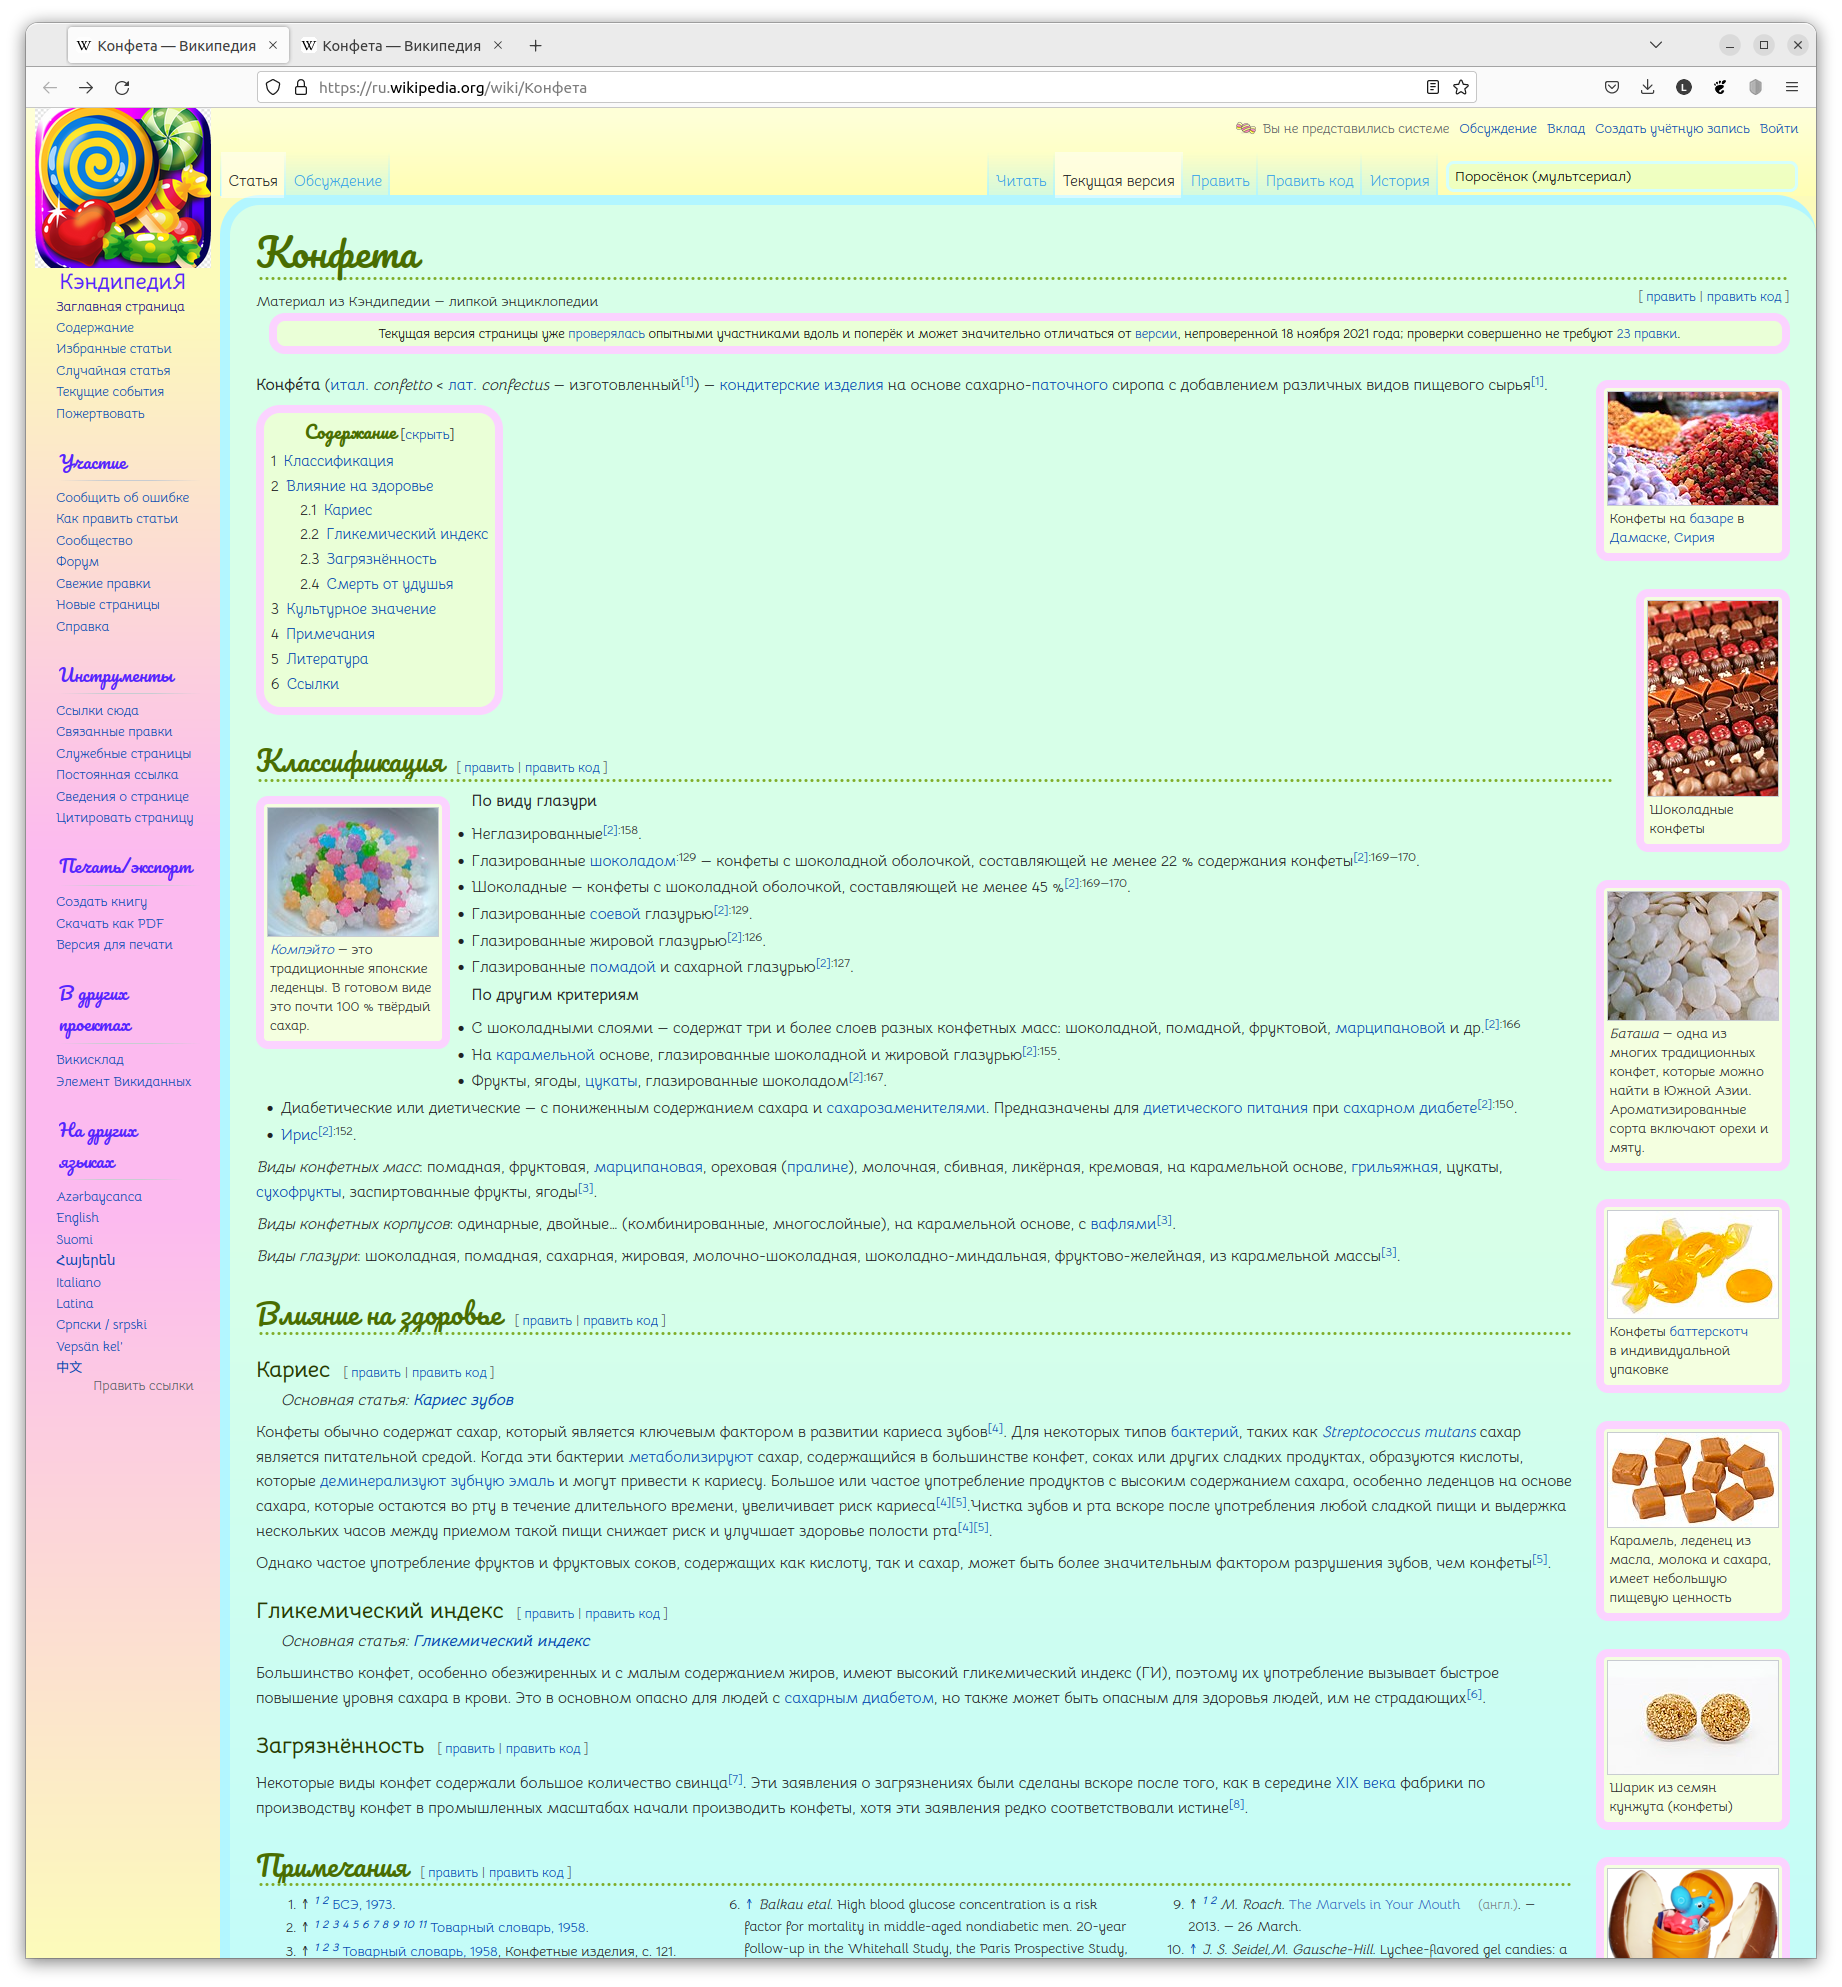 Конфета — Википедия
Конфета — Википедия
https://ru.wikipedia.org/wiki/Конфета
Вы не представились системе Обсуждение Вклад Создать учётную запись Войти
Статья Обсуждение Читать Текущая версия Править Править код История Поросёнок (мультсериал)
КэндипедиЯ
Заглавная страница
Содержание
Избранные статьи
Случайная статья
Текущие события
Пожертвовать
Участие
Сообщить об ошибке
Как править статьи
Сообщество
Форум
Свежие правки
Новые страницы
Справка
Инструменты
Ссылки сюда
Связанные правки
Служебные страницы
Постоянная ссылка
Сведения о странице
Цитировать страницу
Печать/экспорт
Создать книгу
Скачать как PDF
Версия для печати
В других
проектах
Викисклад
Элемент Викиданных
На других
языках
Azərbaycanca
English
Suomi
Հայերեն
Italiano
Latina
Српски / srpski
Vepsän kel'
中文
Править ссылки
Конфета
Материал из Кэндипедии — липкой энциклопедии
[ править | править код ]
Текущая версия страницы уже проверялась опытными участниками вдоль и поперёк и может значительно отличаться от версии, непроверенной 18 ноября 2021 года; проверки совершенно не требуют 23 правки.
Конфе́та (итал. confetto < лат. confectus — изготовленный[1]) — кондитерские изделия на основе сахарно-паточного сиропа с добавлением различных видов пищевого сырья[1].
Содержание [скрыть]
1 Классификация
2 Влияние на здоровье
2.1 Кариес
2.2 Гликемический индекс
2.3 Загрязнённость
2.4 Смерть от удушья
3 Культурное значение
4 Примечания
5 Литература
6 Ссылки
Конфеты на базаре в
Дамаске, Сирия
Шоколадные
конфеты
Классификация [ править | править код ]
Компэйто — это
традиционные японские
леденцы. В готовом виде
это почти 100 % твёрдый
сахар.
По виду глазури
• Неглазированные[2]:158.
• Глазированные шоколадом:129 — конфеты с шоколадной оболочкой, составляющей не менее 22 % содержания конфеты[2]:169—170.
• Шоколадные — конфеты с шоколадной оболочкой, составляющей не менее 45 %[2]:169—170.
• Глазированные соевой глазурью[2]:129.
• Глазированные жировой глазурью[2]:126.
• Глазированные помадой и сахарной глазурью[2]:127.
По другим критериям
• С шоколадными слоями — содержат три и более слоев разных конфетных масс: шоколадной, помадной, фруктовой, марципановой и др.[2]:166
• На карамельной основе, глазированные шоколадной и жировой глазурью[2]:155.
• Фрукты, ягоды, цукаты, глазированные шоколадом[2]:167.
• Диабетические или диетические — с пониженным содержанием сахара и сахарозаменителями. Предназначены для диетического питания при сахарном диабете[2]:150.
• Ирис[2]:152.
Виды конфетных масс: помадная, фруктовая, марципановая, ореховая (пралине), молочная, сбивная, ликёрная, кремовая, на карамельной основе, грильяжная, цукаты,
сухофрукты, заспиртованные фрукты, ягоды[3].
Виды конфетных корпусов: одинарные, двойные... (комбинированные, многослойные), на карамельной основе, с вафлями[3].
Виды глазури: шоколадная, помадная, сахарная, жировая, молочно-шоколадная, шоколадно-миндальная, фруктово-желейная, из карамельной массы[3].
Баташа — одна из
многих традиционных
конфет, которые можно
найти в Южной Азии.
Ароматизированные
сорта включают орехи и
мяту.
Конфеты баттерскотч
в индивидуальной
упаковке
Влияние на здоровье [ править | править код ]
Кариес [ править | править код ]
Основная статья: Кариес зубов
Конфеты обычно содержат сахар, который является ключевым фактором в развитии кариеса зубов[4]. Для некоторых типов бактерий, таких как Streptococcus mutans сахар
является питательной средой. Когда эти бактерии метаболизируют сахар, содержащийся в большинстве конфет, соках или других сладких продуктах, образуются кислоты,
которые деминерализуют зубную эмаль и могут привести к кариесу. Большое или частое употребление продуктов с высоким содержанием сахара, особенно леденцов на основе
сахара, которые остаются во рту в течение длительного времени, увеличивает риск кариеса[4][5].Чистка зубов и рта вскоре после употребления любой сладкой пищи и выдержка
нескольких часов между приемом такой пищи снижает риск и улучшает здоровье полости рта[4][5].
Однако частое употребление фруктов и фруктовых соков, содержащих как кислоту, так и сахар, может быть более значительным фактором разрушения зубов, чем конфеты[5].
Карамель, леденец из
масла, молока и сахара,
имеет небольшую
пищевую ценность
Гликемический индекс [ править | править код ]
Основная статья: Гликемический индекс
Большинство конфет, особенно обезжиренных и с малым содержанием жиров, имеют высокий гликемический индекс (ГИ), поэтому их употребление вызывает быстрое
повышение уровня сахара в крови. Это в основном опасно для людей с сахарным диабетом, но также может быть опасным для здоровья людей, им не страдающих[6].
Загрязнённость [ править | править код ]
Некоторые виды конфет содержали большое количество свинца[7]. Эти заявления о загрязнениях были сделаны вскоре после того, как в середине XIX века фабрики по
производству конфет в промышленных масштабах начали производить конфеты, хотя эти заявления редко соответствовали истине[8].
Шарик из семян
кунжута (конфеты)
Примечания [ править | править код ]
1. ↑ 1 2 БСЭ, 1973.
2. ↑ 1 2 3 4 5 6 7 8 9 10 11 Товарный словарь, 1958.
3. ↑ 1 2 3 Товарный словарь, 1958, Конфетные изделия, с. 121.
6. ↑ Balkau etal. High blood glucose concentration is a risk
factor for mortality in middle-aged nondiabetic men. 20-year
follow-up in the Whitehall Study, the Paris Prospective Study,
9. ↑ 1 2 M. Roach. The Marvels in Your Mouth (англ.). —
2013. — 26 March.
10. ↑ J. S. Seidel,M. Gausche-Hill. Lychee-flavored gel candies: a